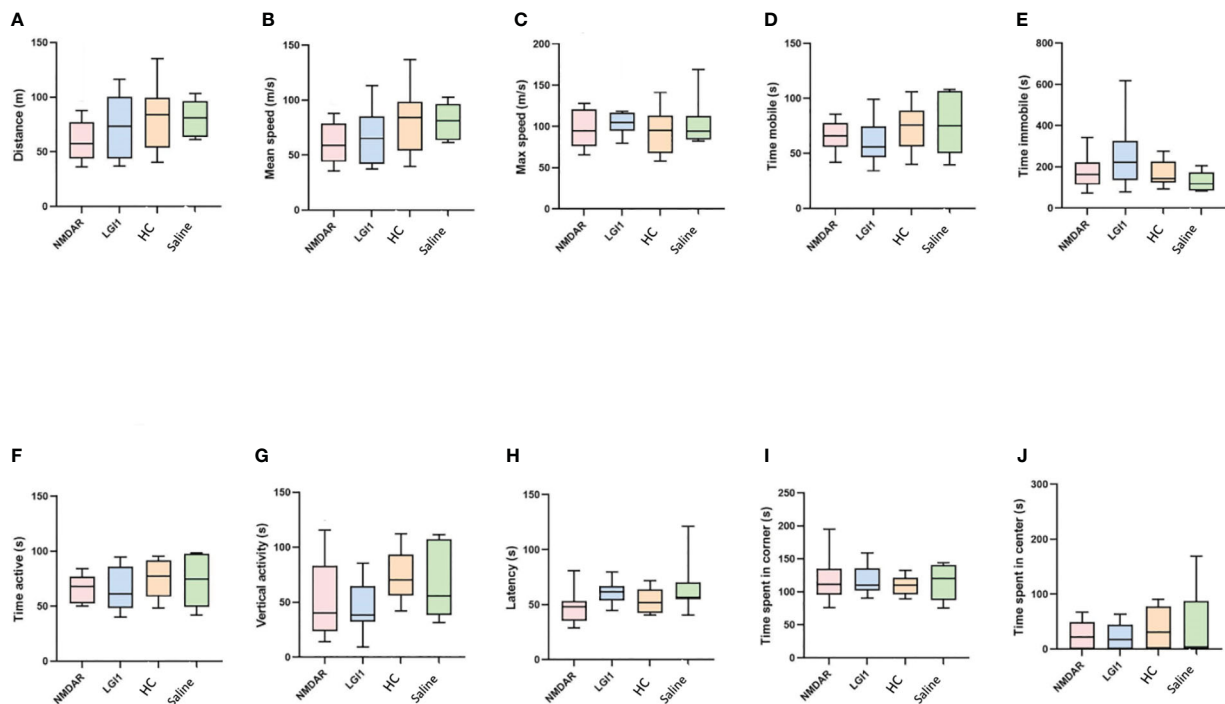 A
B
C
D
E
Distance (m)
150
100
50
0
NMDAR
LGI1
HC
Saline
Mean speed (m/s)
150
100
50
0
NMDAR
LGI1
HC
Saline
Max speed (m/s)
200
150
100
50
0
NMDAR
LGI1
HC
Saline
Time mobile (s)
150
100
50
0
NMDAR
LGI1
HC
Saline
Time immobile (s)
800
600
400
200
0
NMDAR
LGI1
HC
Saline
F
G
H
I
J
Time active (s)
150
100
50
0
NMDAR
LGI1
HC
Saline
Vertical activity (s)
150
100
50
0
NMDAR
LGI1
HC
Saline
Latency (s)
150
100
50
0
NMDAR
LGI1
HC
Saline
Time spent in corner (s)
250
200
150
100
50
0
NMDAR
LGI1
HC
Saline
Time spent in center (s)
300
200
100
0
NMDAR
LGI1
HC
Saline